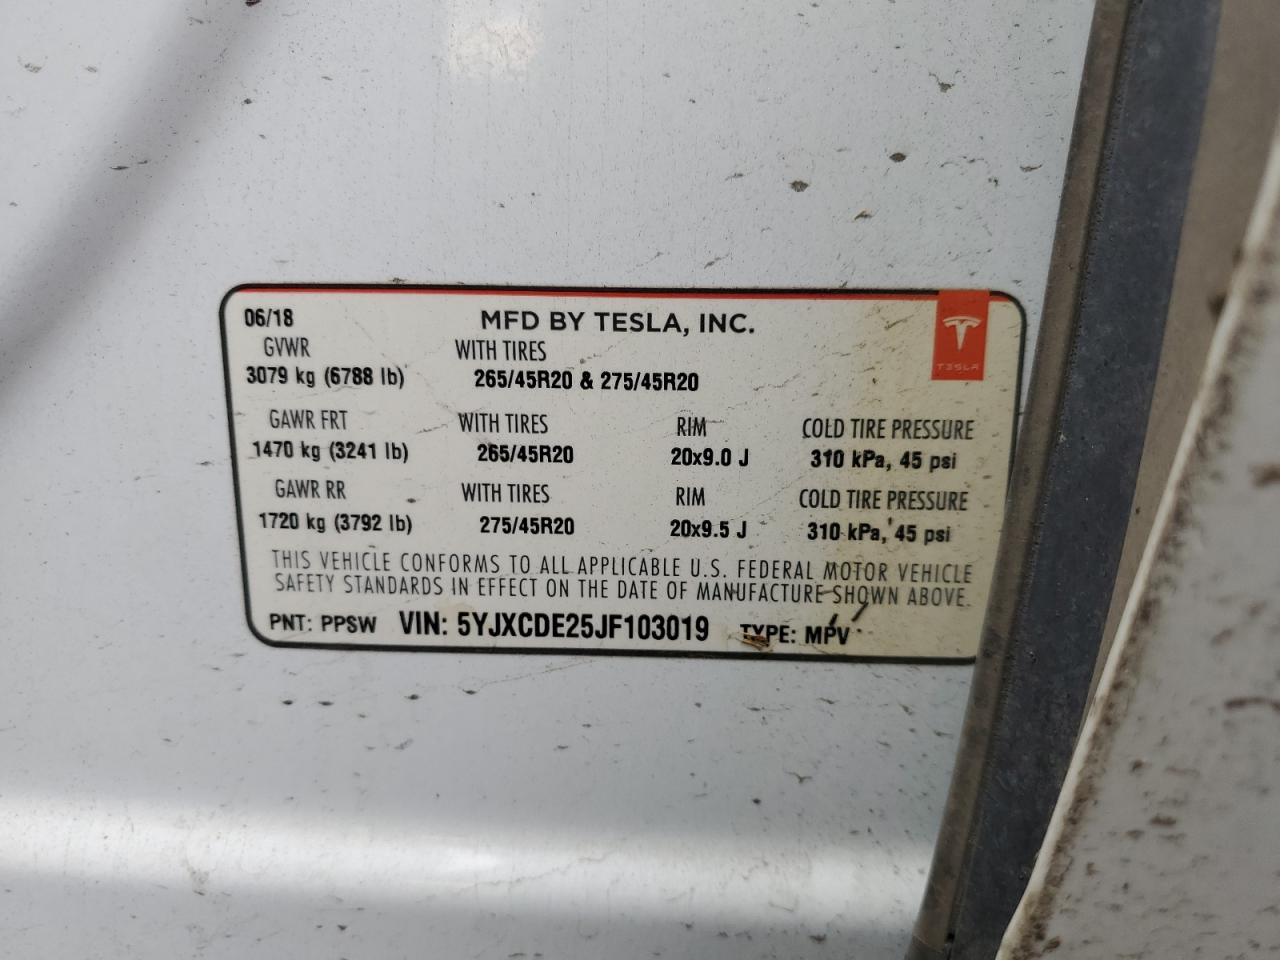 06/18 MFD BY TESLA, INC.
TESLA
GVWR WITH TIRES
3079 kg (6788 lb) 265/45R20 & 275/45R20
GAWR FRT WITH TIRES RIM COLD TIRE PRESSURE
1470 kg (3241 lb) 265/45R20 20x9.0 J 310 kPa, 45 psi
GAWR RR WITH TIRES RIM COLD TIRE PRESSURE
1720 kg (3792 lb) 275/45R20 20x9.5 J 310 kPa, 45 psi
THIS VEHICLE CONFORMS TO ALL APPLICABLE U.S. FEDERAL MOTOR VEHICLE
SAFETY STANDARDS IN EFFECT ON THE DATE OF MANUFACTURE SHOWN ABOVE.
PNT: PPSW VIN: 5YJXCDE25JF103019 TYPE: MPV